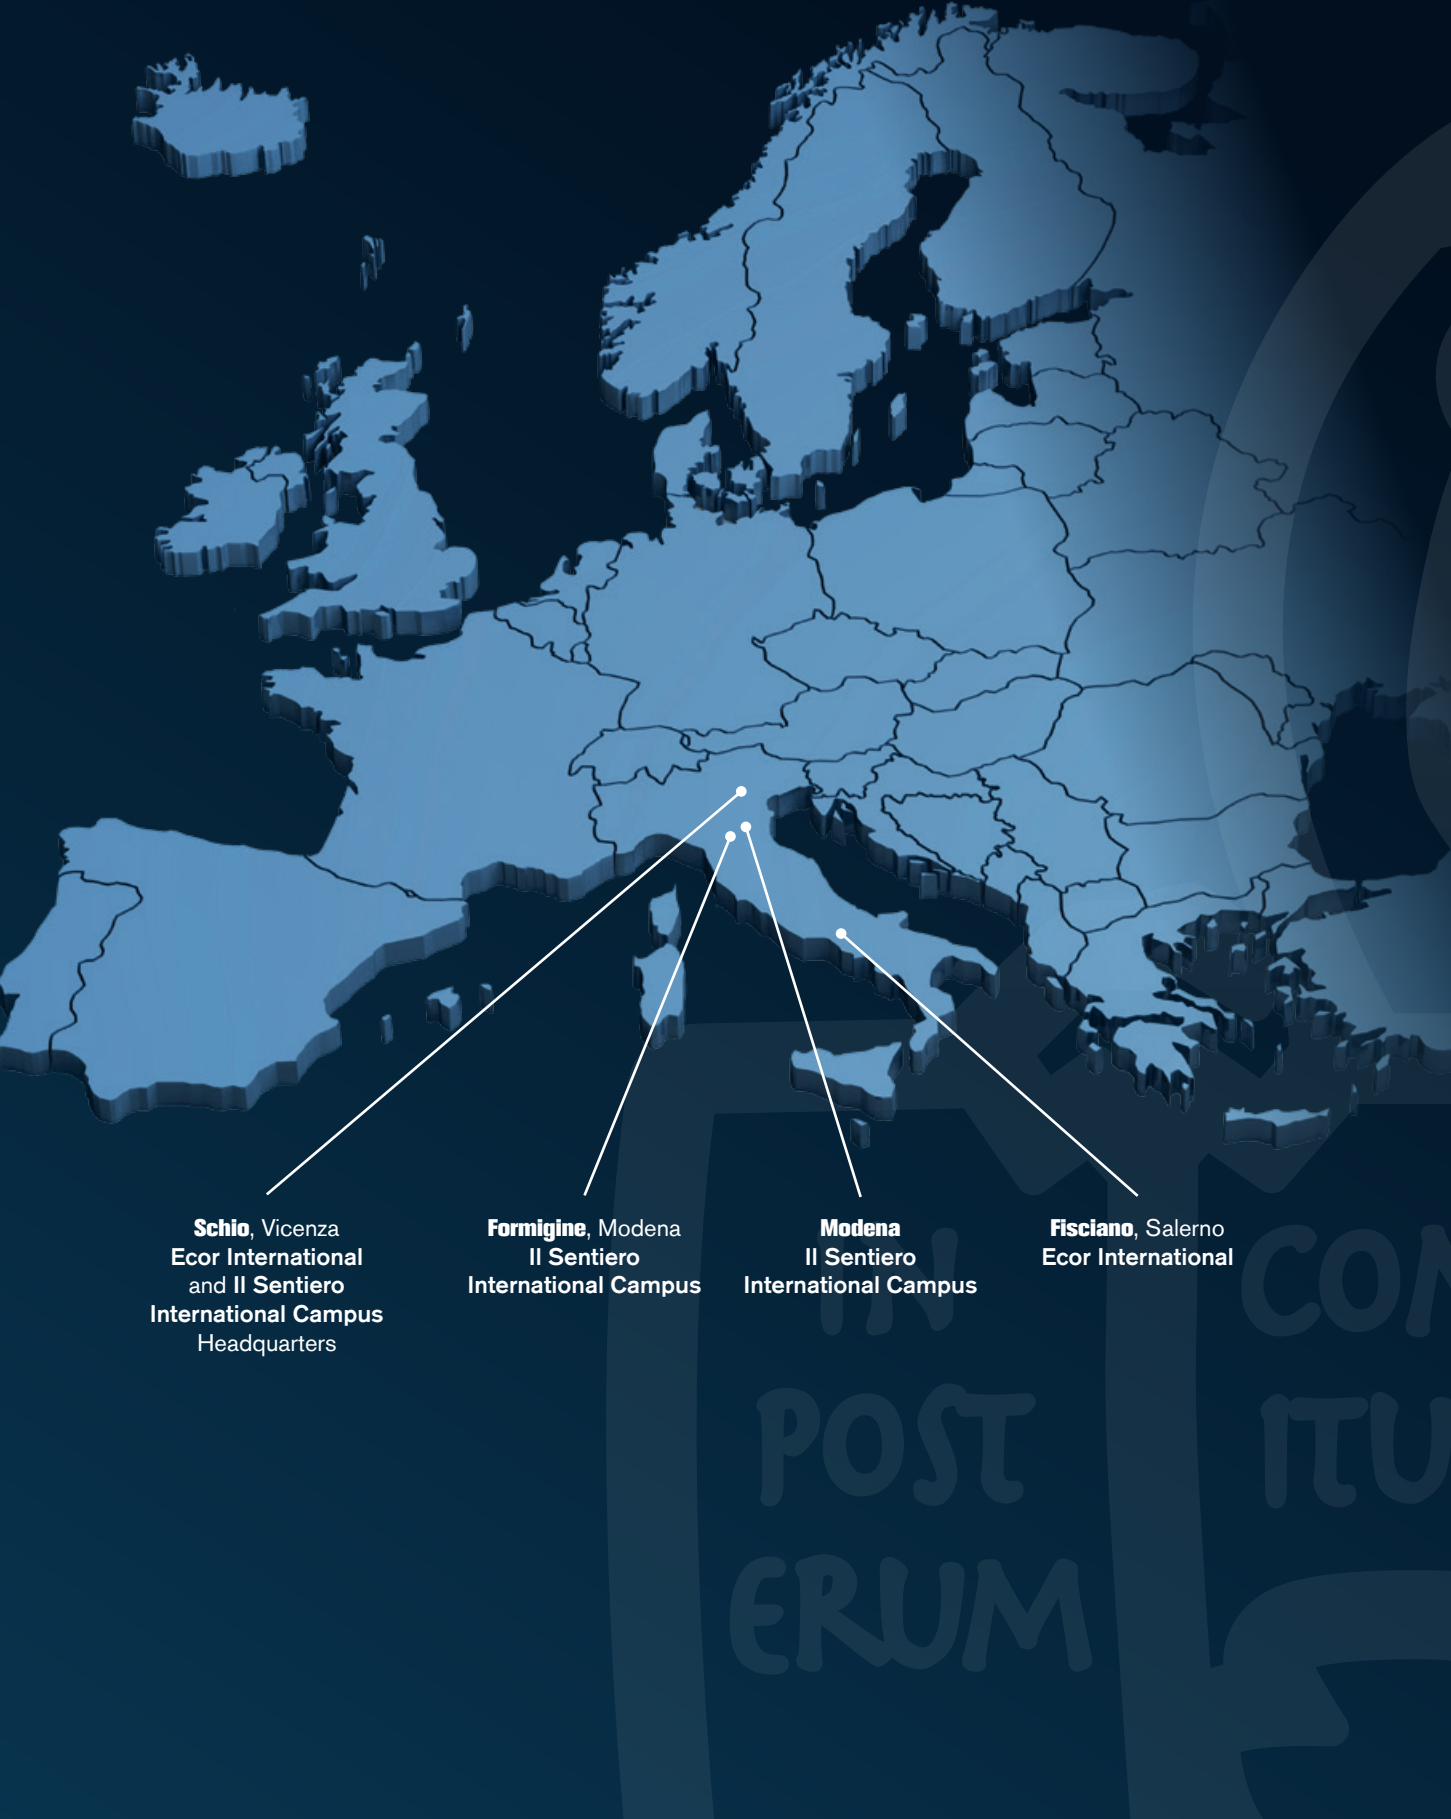 Schio, Vicenza
Ecor International
and Il Sentiero
International Campus
Headquarters
Formigine, Modena
Il Sentiero
International Campus
Modena
Il Sentiero
International Campus
Fisciano, Salerno
Ecor International
IN
POST
ERUM
CON
ITU